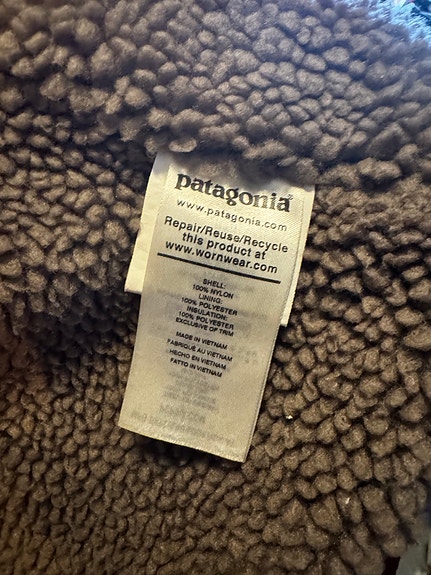 patagonia®
www.patagonia.com
Repair/Reuse/Recycle
this product at
www.wornwear.com
SHELL:
100% NYLON
LINING:
100% POLYESTER
INSULATION:
100% POLYESTER
EXCLUSIVE OF TRIM
MADE IN VIETNAM
FABRIQUÉ AU VIETNAM
HECHO EN VIETNAM
FATTO IN VIETNAM